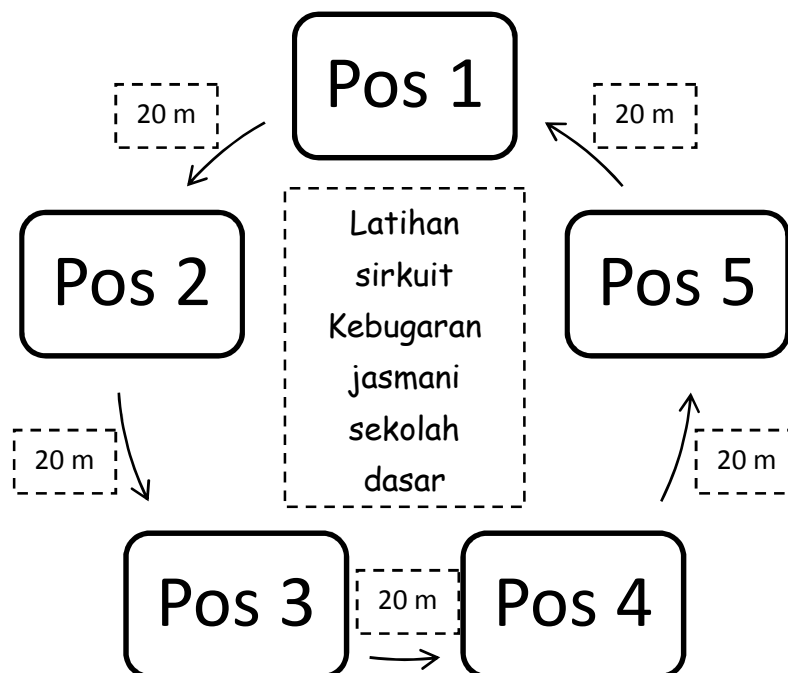 Pos 1
20 m
20 m
Pos 2
Latihan
sirkuit
Kebugaran
jasmani
sekolah
dasar
Pos 5
20 m
20 m
Pos 3
20 m
Pos 4